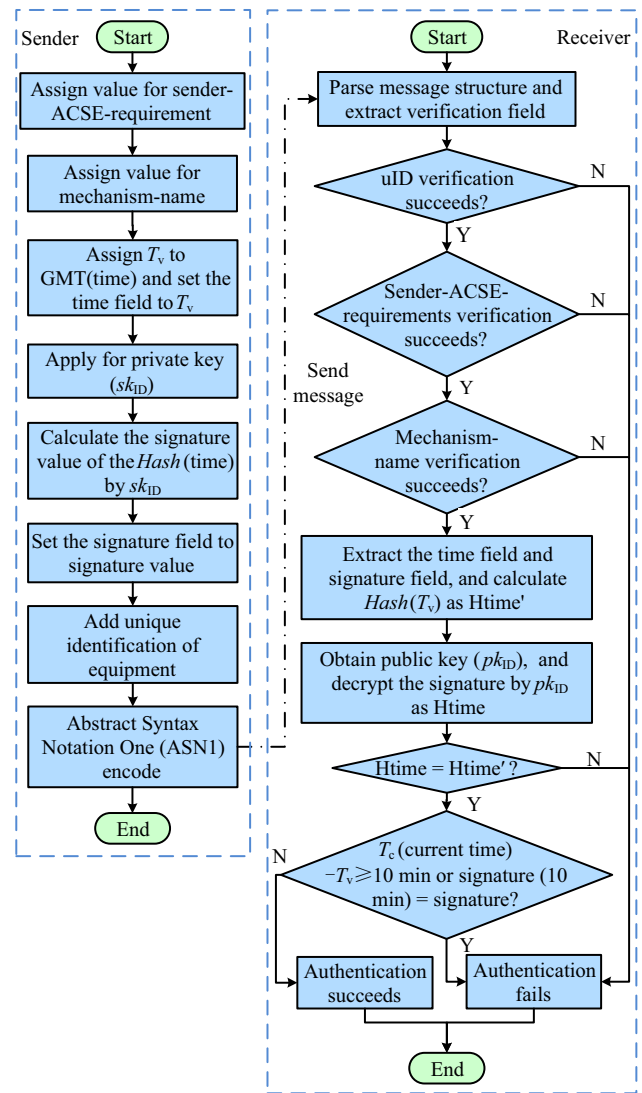 Sender
Start
Assign value for sender-
ACSE-requirement
Assign value for
mechanism-name
Assign Tv to
GMT(time) and set the
time field to Tv
Apply for private key
(skID)
Calculate the signature
value of the Hash(time)
by skID
Set the signature field to
signature value
Add unique
identification of
equipment
Abstract Syntax
Notation One (ASN1)
encode
End
Send
message
Receiver
Start
Parse message structure and
extract verification field
uID verification
succeeds?
N
Y
Sender-ACSE-
requirements verification
succeeds?
N
Y
Mechanism-
name verification
succeeds?
N
Y
Extract the time field and
signature field, and calculate
Hash(Tv) as Htime'
Obtain public key (pkID), and
decrypt the signature by pkID
as Htime
Htime = Htime′?
N
Y
Tc (current time)
−Tv⩾10 min or signature (10
min) = signature?
N
Y
Authentication
succeeds
Authentication
fails
End